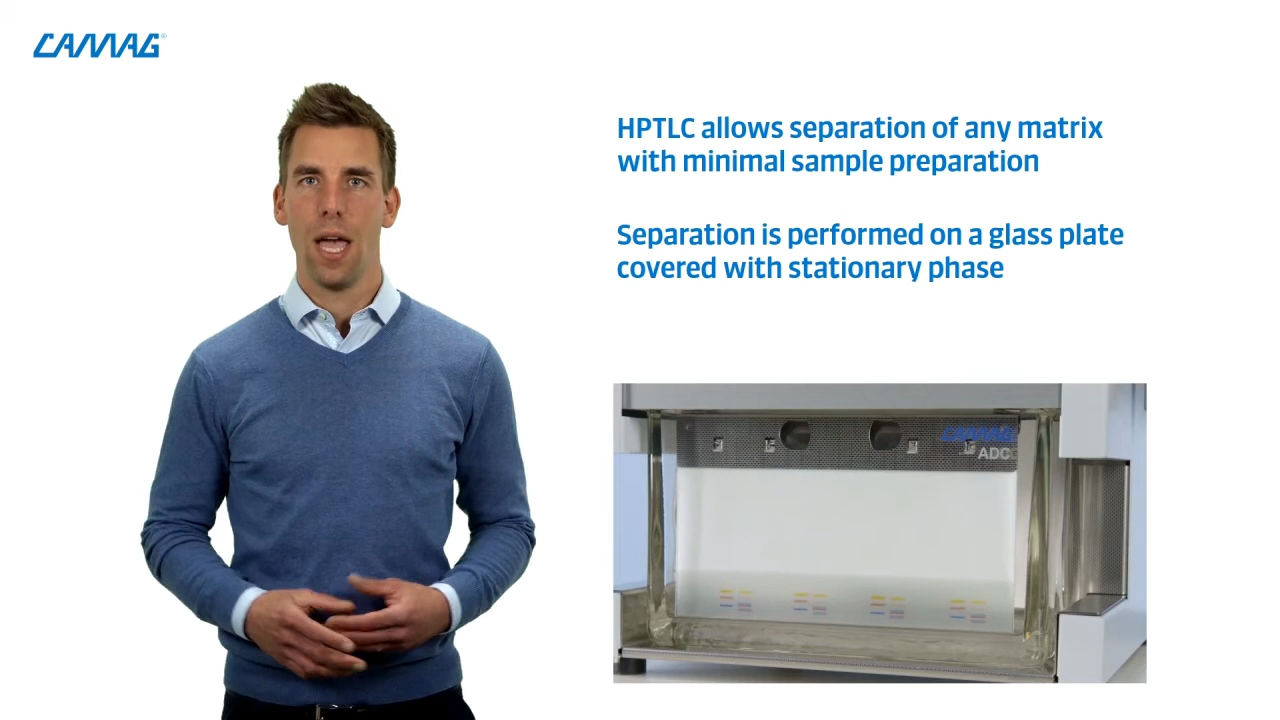 CAMAG®
HPTLC allows separation of any matrix
with minimal sample preparation
Separation is performed on a glass plate
covered with stationary phase
CAMAG
ADC